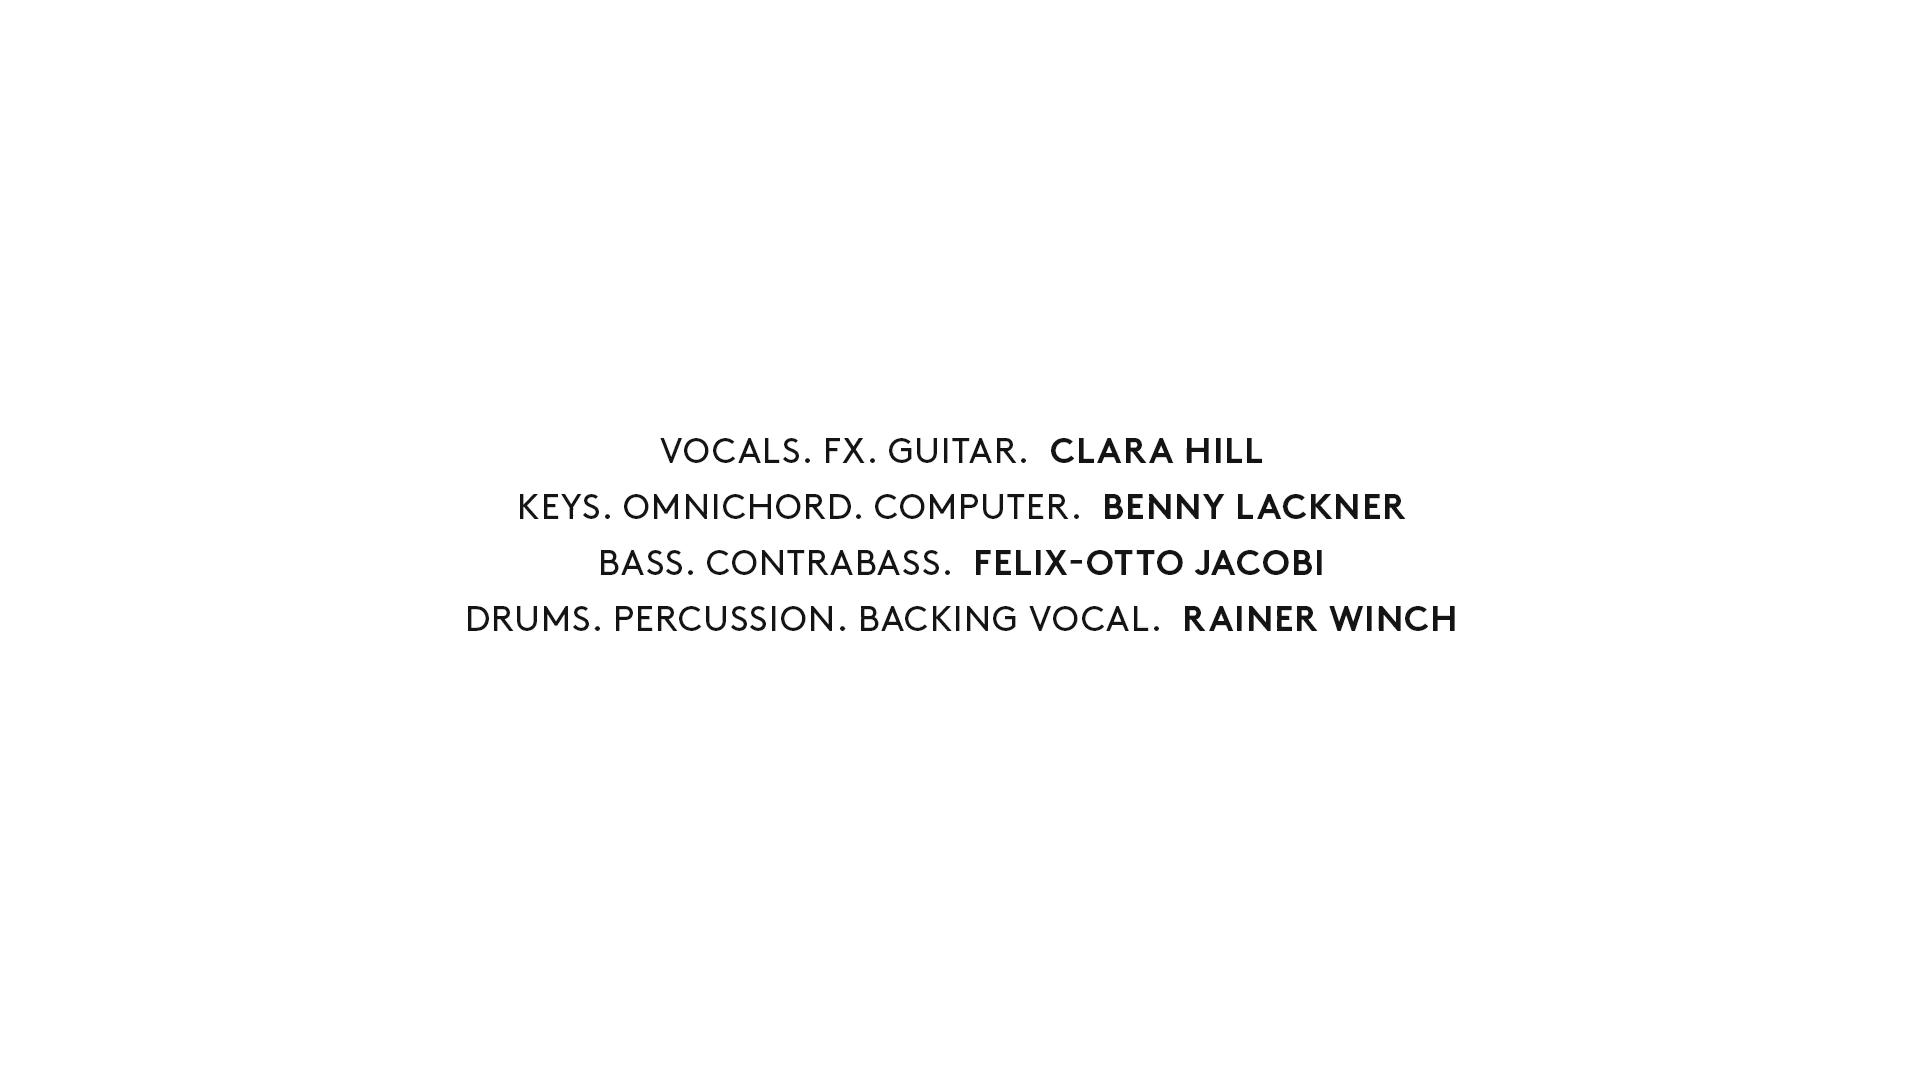 VOCALS. FX. GUITAR. CLARA HILL
KEYS. OMNICHORD. COMPUTER. BENNY LACKNER
BASS. CONTRABASS. FELIX-OTTO JACOBI
DRUMS. PERCUSSION. BACKING VOCAL. RAINER WINCH